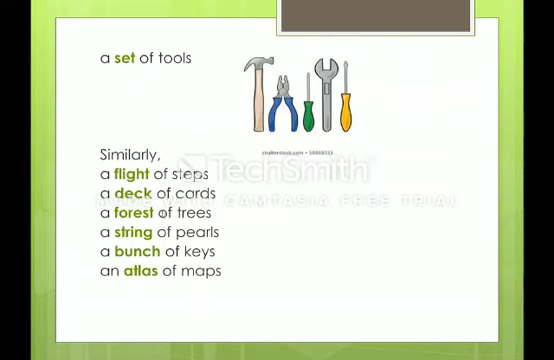 a set of tools
shutterstock.com • 56669333
Similarly,
a flight of steps
a deck of cards
a forest of trees
a string of pearls
a bunch of keys
an atlas of maps
TechSmith
MADE WITH CAMTASIA FREE TRIAL